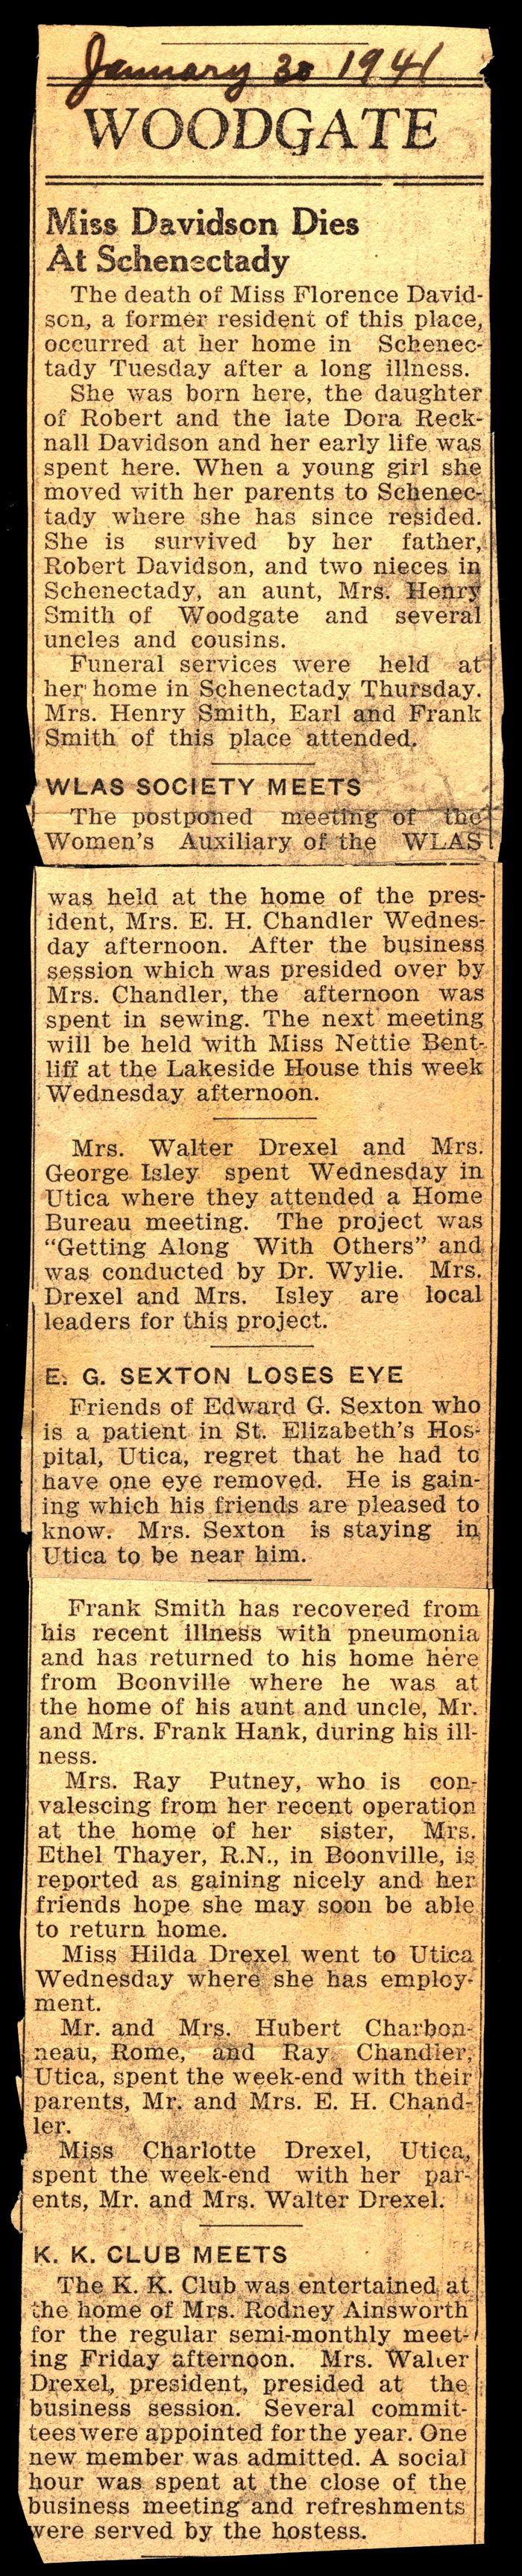 January 30 1941
WOODGATE
Miss Davidson Dies
At Schenectady
The death of Miss Florence David-
son, a former resident of this place,
occurred at her home in Schenec-
tady Tuesday after a long illness.
She was born here, the daughter
of Robert and the late Dora Reck-
nall Davidson and her early life was
spent here. When a young girl she
moved with her parents to Schenec-
tady where she has since resided.
She is survived by her father,
Robert Davidson, and two nieces in
Schenectady, an aunt, Mrs. Henry
Smith of Woodgate and several
uncles and cousins.
Funeral services were held at
her home in Schenectady Thursday.
Mrs. Henry Smith, Earl and Frank
Smith of this place attended.
WLAS SOCIETY MEETS
The postponed meeting of the
Women's Auxiliary of the WLAS
was held at the home of the pres-
ident, Mrs. E. H. Chandler Wednes-
day afternoon. After the business
session which was presided over by
Mrs. Chandler, the afternoon was
spent in sewing. The next meeting
will be held with Miss Nettie Bent-
liff at the Lakeside House this week
Wednesday afternoon.
Mrs. Walter Drexel and Mrs.
George Isley spent Wednesday in
Utica where they attended a Home
Bureau meeting. The project was
"Getting Along With Others" and
was conducted by Dr. Wylie. Mrs.
Drexel and Mrs. Isley are local
leaders for this project.
E. G. SEXTON LOSES EYE
Friends of Edward G. Sexton who
is a patient in St. Elizabeth's Hos-
pital, Utica, regret that he had to
have one eye removed. He is gain-
ing which his friends are pleased to
know. Mrs. Sexton is staying in
Utica to be near him.
Frank Smith has recovered from
his recent illness with pneumonia
and has returned to his home here
from Boonville where he was at
the home of his aunt and uncle, Mr.
and Mrs. Frank Hank, during his ill-
ness.
Mrs. Ray Putney, who is con-
valescing from her recent operation
at the home of her sister, Mrs.
Ethel Thayer, R.N., in Boonville, is
reported as gaining nicely and her
friends hope she may soon be able
to return home.
Miss Hilda Drexel went to Utica
Wednesday where she has employ-
ment.
Mr. and Mrs. Hubert Charbon-
neau, Rome, and Ray Chandler,
Utica, spent the week-end with their
parents, Mr. and Mrs. E. H. Chand-
ler.
Miss Charlotte Drexel, Utica,
spent the week-end with her par-
ents, Mr. and Mrs. Walter Drexel.
K. K. CLUB MEETS
The K. K. Club was entertained at
the home of Mrs. Rodney Ainsworth
for the regular semi-monthly meet-
ing Friday afternoon. Mrs. Walter
Drexel, president, presided at the
business session. Several commit-
tees were appointed for the year. One
new member was admitted. A social
hour was spent at the close of the
business meeting and refreshments
were served by the hostess.